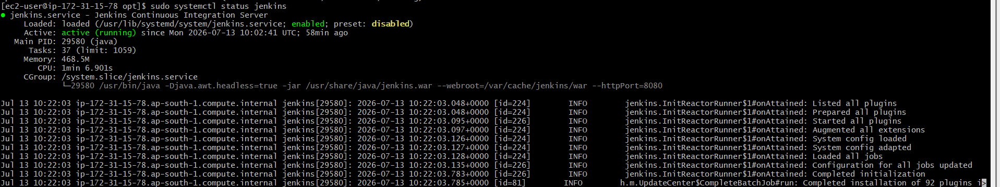 [ec2-user@ip-172-31-15-78 opt]$ sudo systemctl status jenkins
● jenkins.service - Jenkins Continuous Integration Server
     Loaded: loaded (/usr/lib/systemd/system/jenkins.service; enabled; preset: disabled)
     Active: active (running) since Mon 2026-07-13 10:02:41 UTC; 58min ago
   Main PID: 29580 (java)
      Tasks: 37 (limit: 1059)
     Memory: 468.5M
        CPU: 1min 6.901s
     CGroup: /system.slice/jenkins.service
             └─29580 /usr/bin/java -Djava.awt.headless=true -jar /usr/share/java/jenkins.war --webroot=/var/cache/jenkins/war --httpPort=8080
Jul 13 10:22:03 ip-172-31-15-78.ap-south-1.compute.internal jenkins[29580]: 2026-07-13 10:22:03.048+0000 [id=224]        INFO        jenkins.InitReactorRunner$1#onAttained: Listed all plugins
Jul 13 10:22:03 ip-172-31-15-78.ap-south-1.compute.internal jenkins[29580]: 2026-07-13 10:22:03.048+0000 [id=224]        INFO        jenkins.InitReactorRunner$1#onAttained: Prepared all plugins
Jul 13 10:22:03 ip-172-31-15-78.ap-south-1.compute.internal jenkins[29580]: 2026-07-13 10:22:03.095+0000 [id=226]        INFO        jenkins.InitReactorRunner$1#onAttained: Started all plugins
Jul 13 10:22:03 ip-172-31-15-78.ap-south-1.compute.internal jenkins[29580]: 2026-07-13 10:22:03.097+0000 [id=224]        INFO        jenkins.InitReactorRunner$1#onAttained: Augmented all extensions
Jul 13 10:22:03 ip-172-31-15-78.ap-south-1.compute.internal jenkins[29580]: 2026-07-13 10:22:03.126+0000 [id=224]        INFO        jenkins.InitReactorRunner$1#onAttained: System config loaded
Jul 13 10:22:03 ip-172-31-15-78.ap-south-1.compute.internal jenkins[29580]: 2026-07-13 10:22:03.127+0000 [id=224]        INFO        jenkins.InitReactorRunner$1#onAttained: System config adapted
Jul 13 10:22:03 ip-172-31-15-78.ap-south-1.compute.internal jenkins[29580]: 2026-07-13 10:22:03.128+0000 [id=224]        INFO        jenkins.InitReactorRunner$1#onAttained: Loaded all jobs
Jul 13 10:22:03 ip-172-31-15-78.ap-south-1.compute.internal jenkins[29580]: 2026-07-13 10:22:03.135+0000 [id=226]        INFO        jenkins.InitReactorRunner$1#onAttained: Configuration for all jobs updated
Jul 13 10:22:03 ip-172-31-15-78.ap-south-1.compute.internal jenkins[29580]: 2026-07-13 10:22:03.783+0000 [id=226]        INFO        jenkins.InitReactorRunner$1#onAttained: Completed initialization
Jul 13 10:22:03 ip-172-31-15-78.ap-south-1.compute.internal jenkins[29580]: 2026-07-13 10:22:03.785+0000 [id=81]        INFO        h.m.UpdateCenter$CompleteBatchJob#run: Completed installation of 92 plugins i>